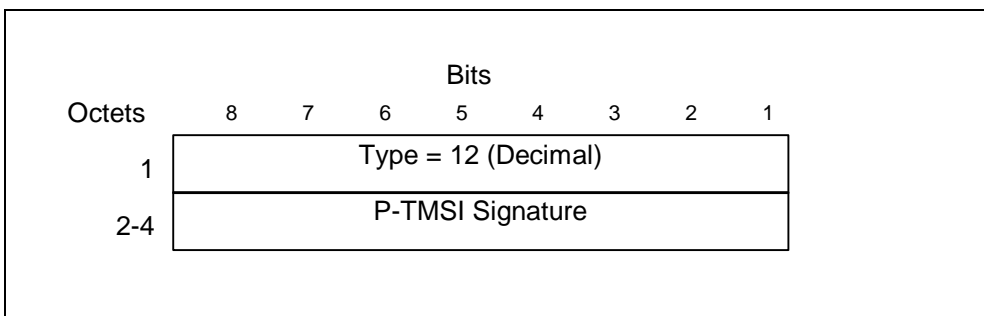 Bits
Octets 8 7 6 5 4 3 2 1
1 Type = 12 (Decimal)
2-4 P-TMSI Signature